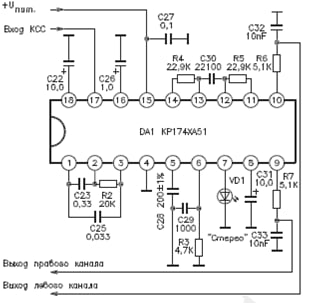 +Uпит.
Вход КСС
C27
0,1
C32
10nF
C22
10,0
C26
1,0
R4
22,9K
C30
22100
R5
22,9K
R6
5,1K
18
17
16
15
14
13
12
11
10
DA1 КР174ХА51
1
2
3
4
5
6
7
8
9
C23
0,33
R2
20K
C25
0,033
C28 200±1%
C29
1000
R3
4,7K
VD1
"Стерео"
C31
10,0
R7
5,1K
C33
10nF
Выход правого канала
Выход левого канала